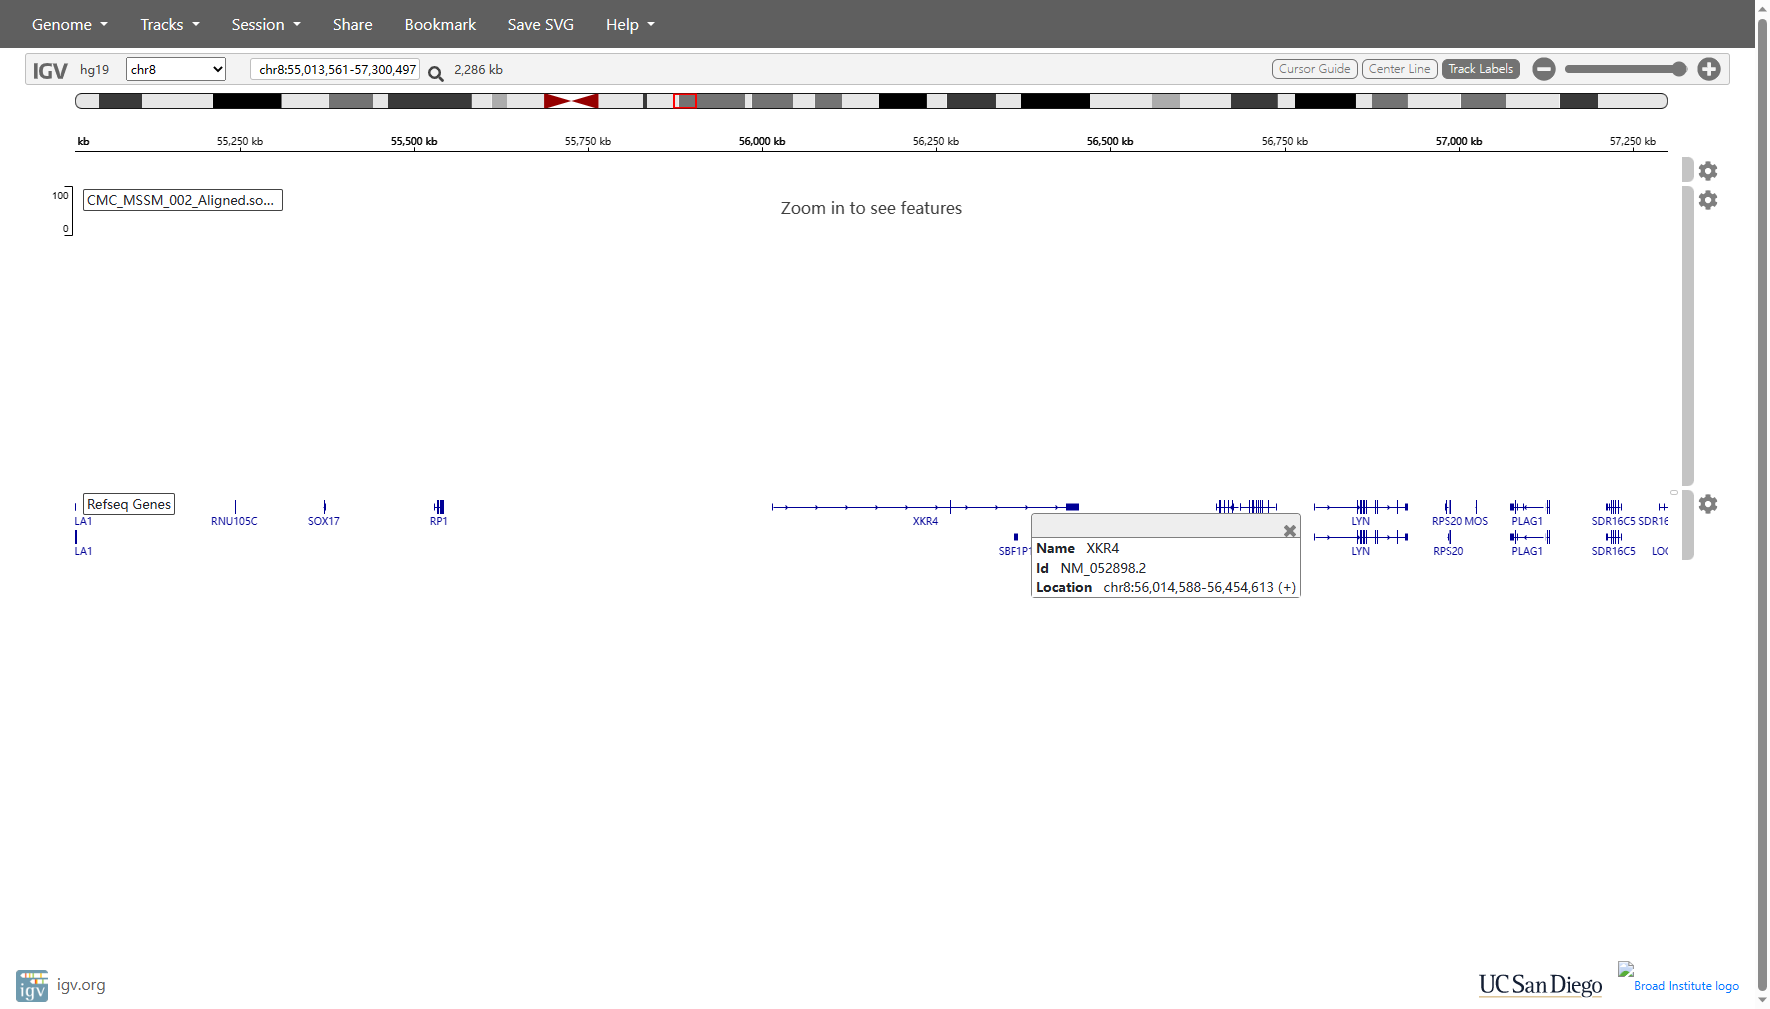 Genome Tracks Session Share Bookmark Save SVG Help
IGV hg19 chr8 chr8:55,013,561-57,300,497 2,286 kb Cursor Guide Center Line Track Labels
kb 55,250 kb 55,500 kb 55,750 kb 56,000 kb 56,250 kb 56,500 kb 56,750 kb 57,000 kb 57,250 kb
100
CMC_MSSM_002_Aligned.so...
Zoom in to see features
0
Refseq Genes
LA1 RNU105C SOX17 RP1 XKR4 LYN RPS20 MOS PLAG1 SDR16C5 SDR16
LA1 SBF1P1 LYN RPS20 PLAG1 SDR16C5 LOC
Name XKR4
Id NM_052898.2
Location chr8:56,014,588-56,454,613 (+)
igv igv.org
UC San Diego
Broad Institute logo